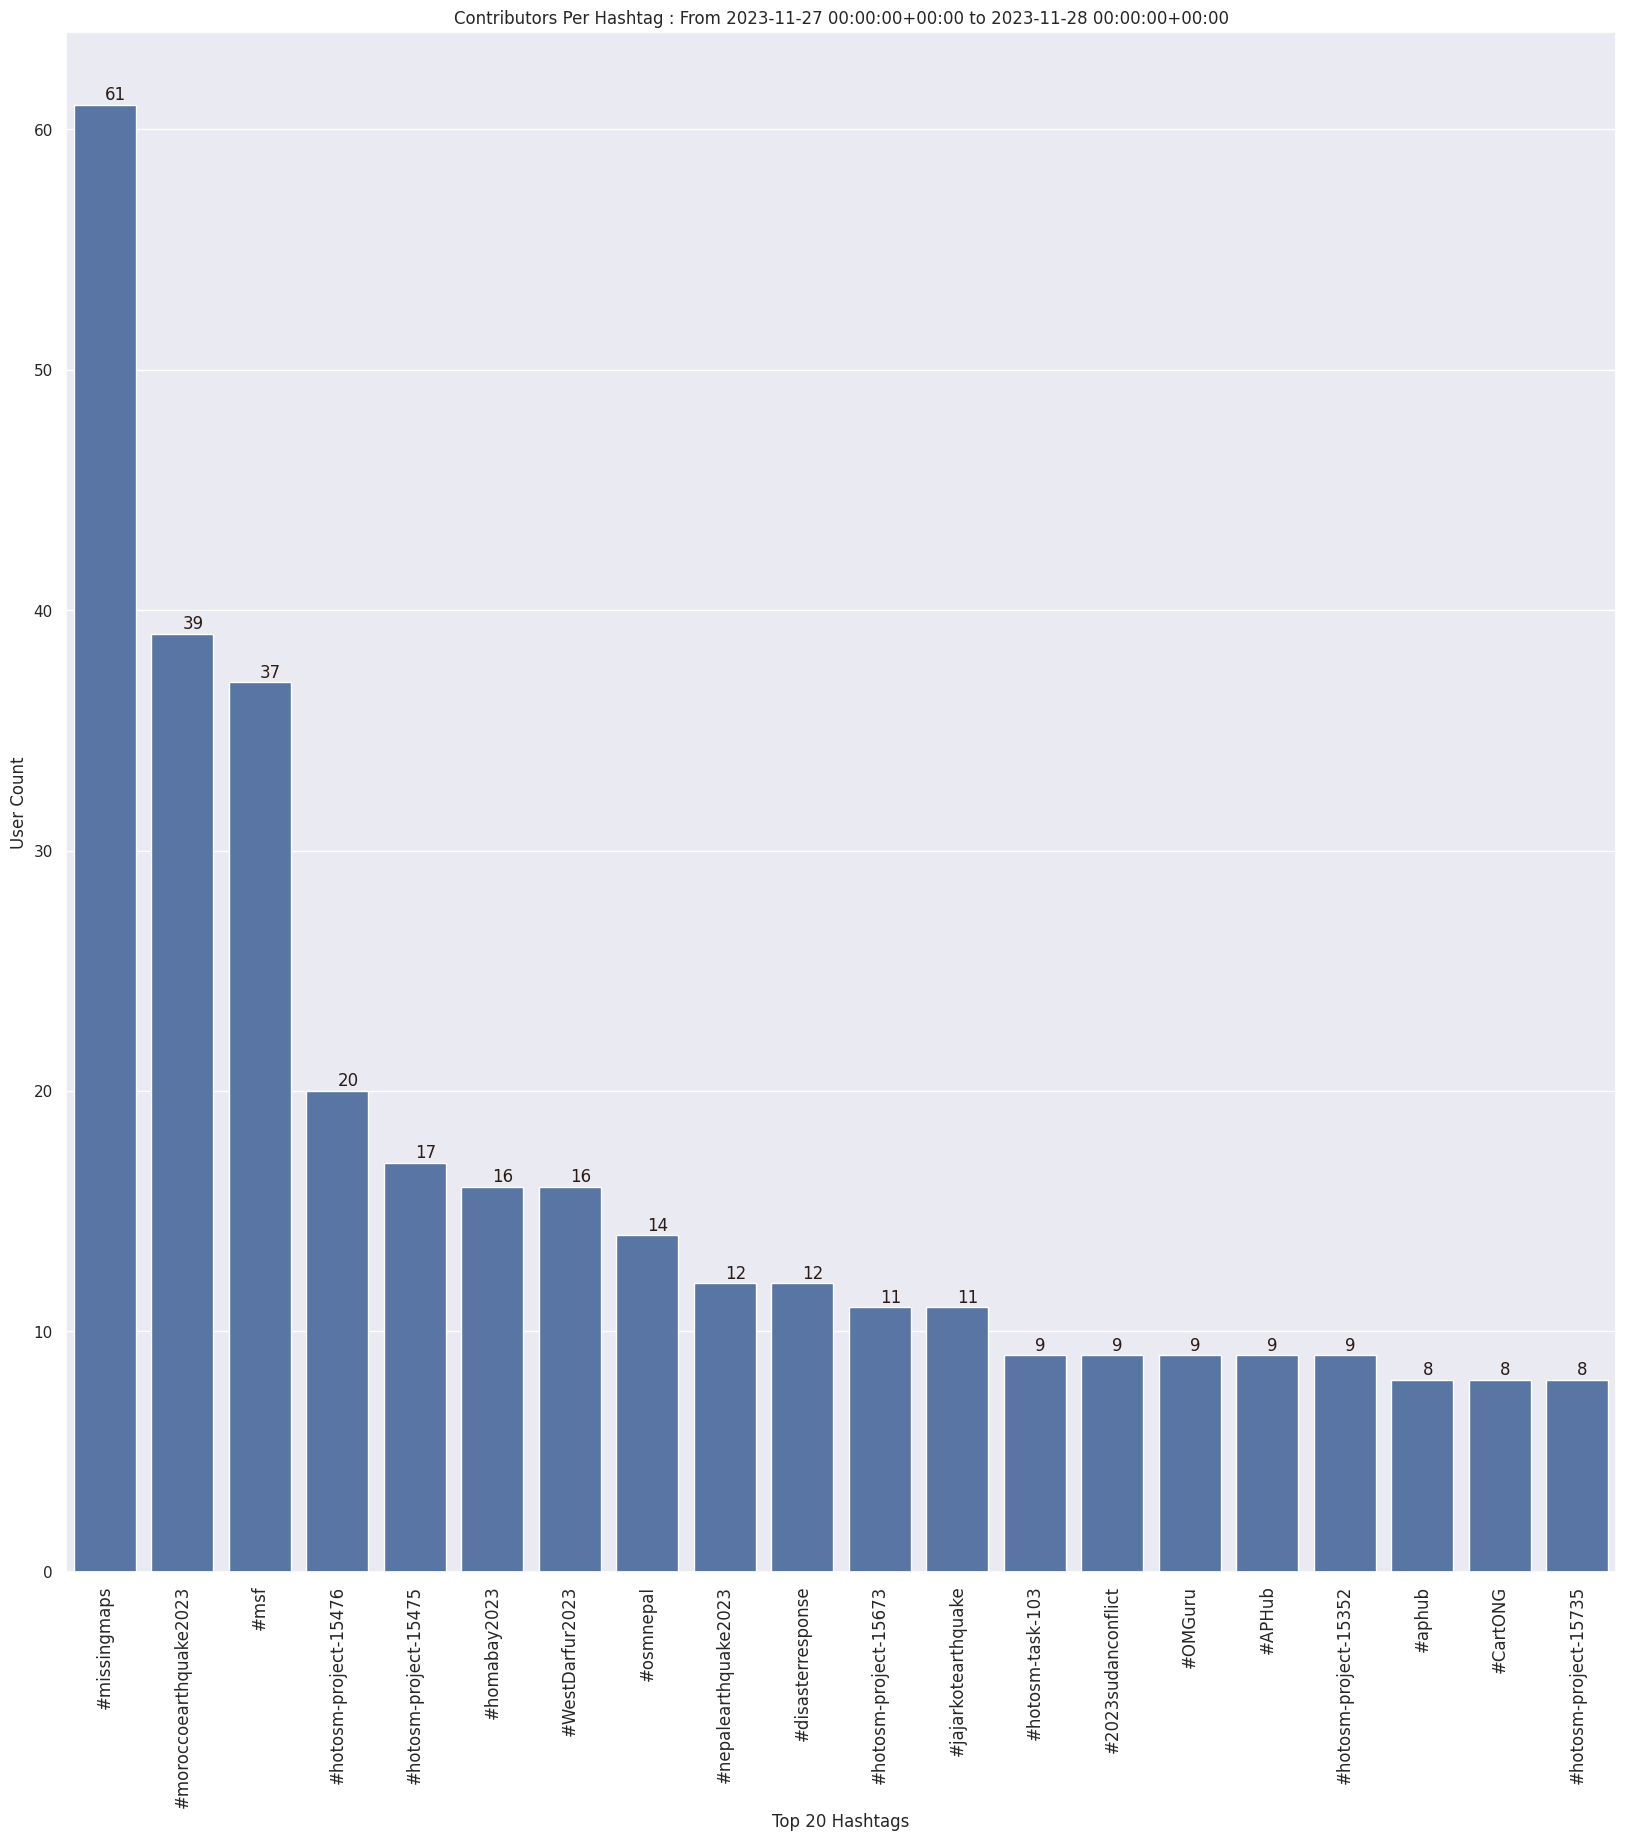 Contributors Per Hashtag : From 2023-11-27 00:00:00+00:00 to 2023-11-28 00:00:00+00:00
User Count
60
50
40
30
20
10
0
61
39
37
20
17
16
16
14
12
12
11
11
9
9
9
9
9
8
8
8
#missingmaps
#moroccoearthquake2023
#msf
#hotosm-project-15476
#hotosm-project-15475
#homabay2023
#WestDarfur2023
#osmnepal
#nepalearthquake2023
#disasterresponse
#hotosm-project-15673
#jajarkotearthquake
#hotosm-task-103
#2023sudanconflict
#OMGuru
#APHub
#hotosm-project-15352
#aphub
#CartONG
#hotosm-project-15735
Top 20 Hashtags